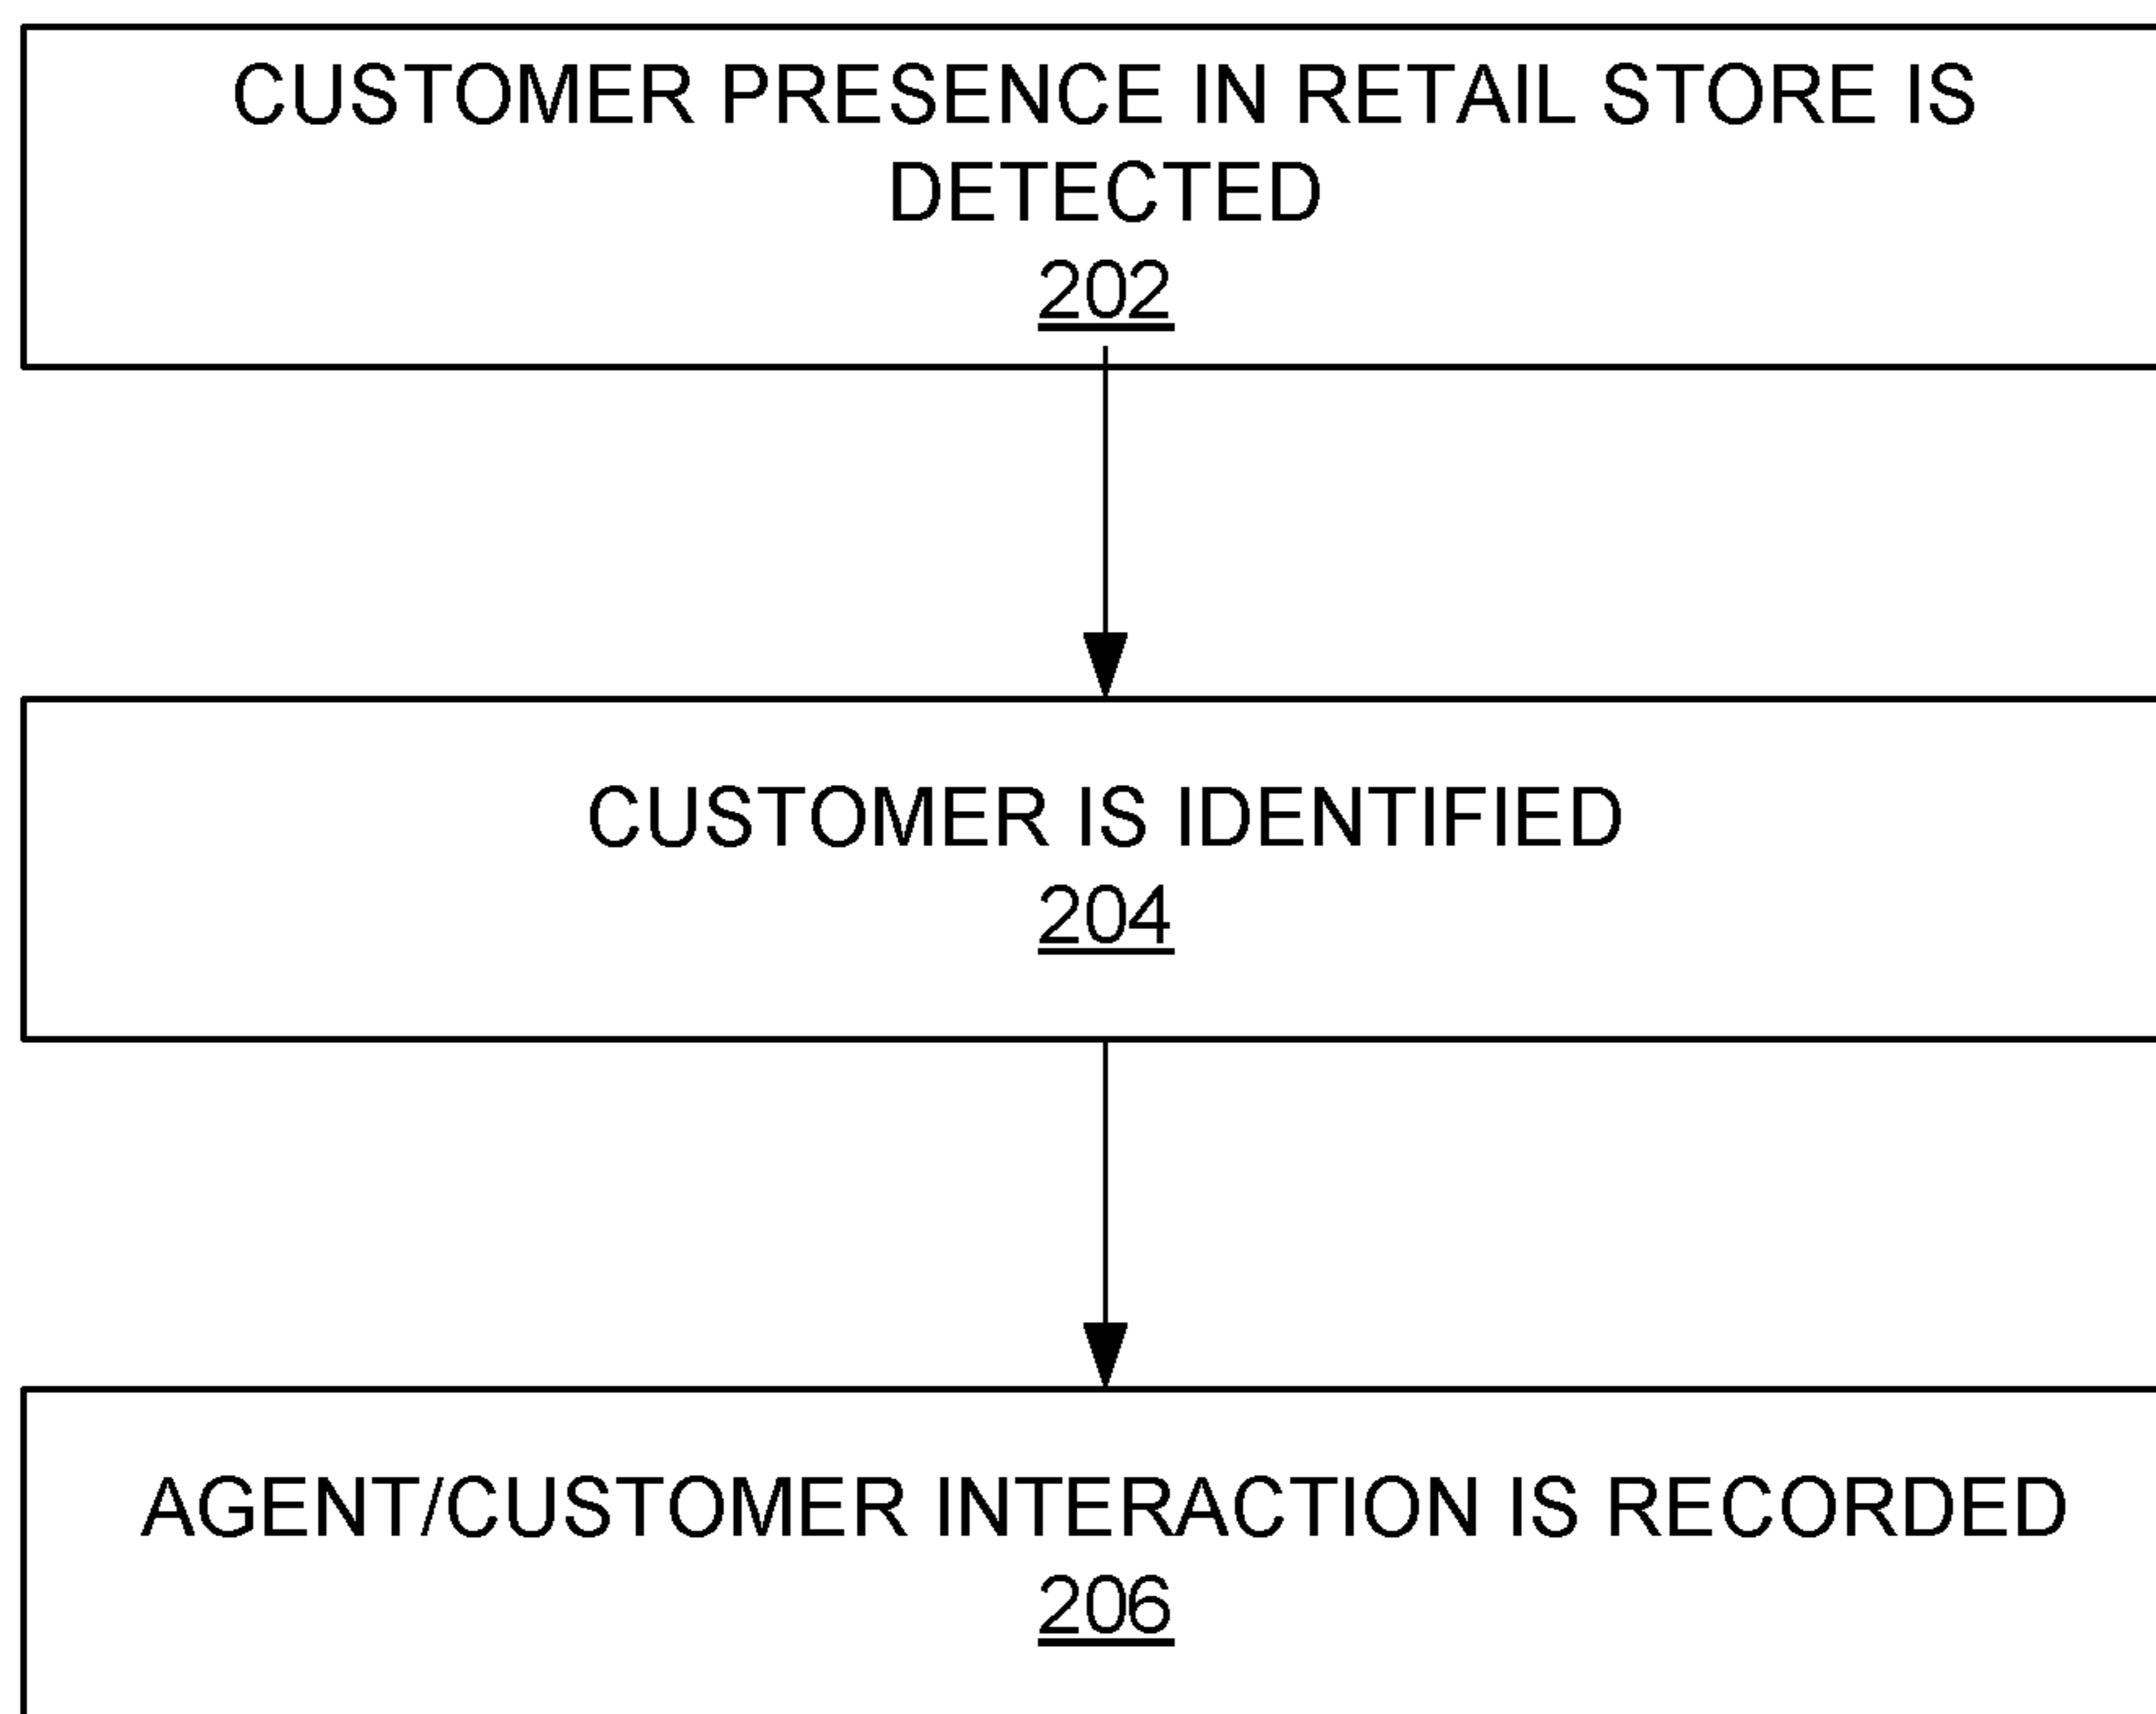 CUSTOMER PRESENCE IN RETAIL STORE IS
DETECTED
202
CUSTOMER IS IDENTIFIED
204
AGENT/CUSTOMER INTERACTION IS RECORDED
206